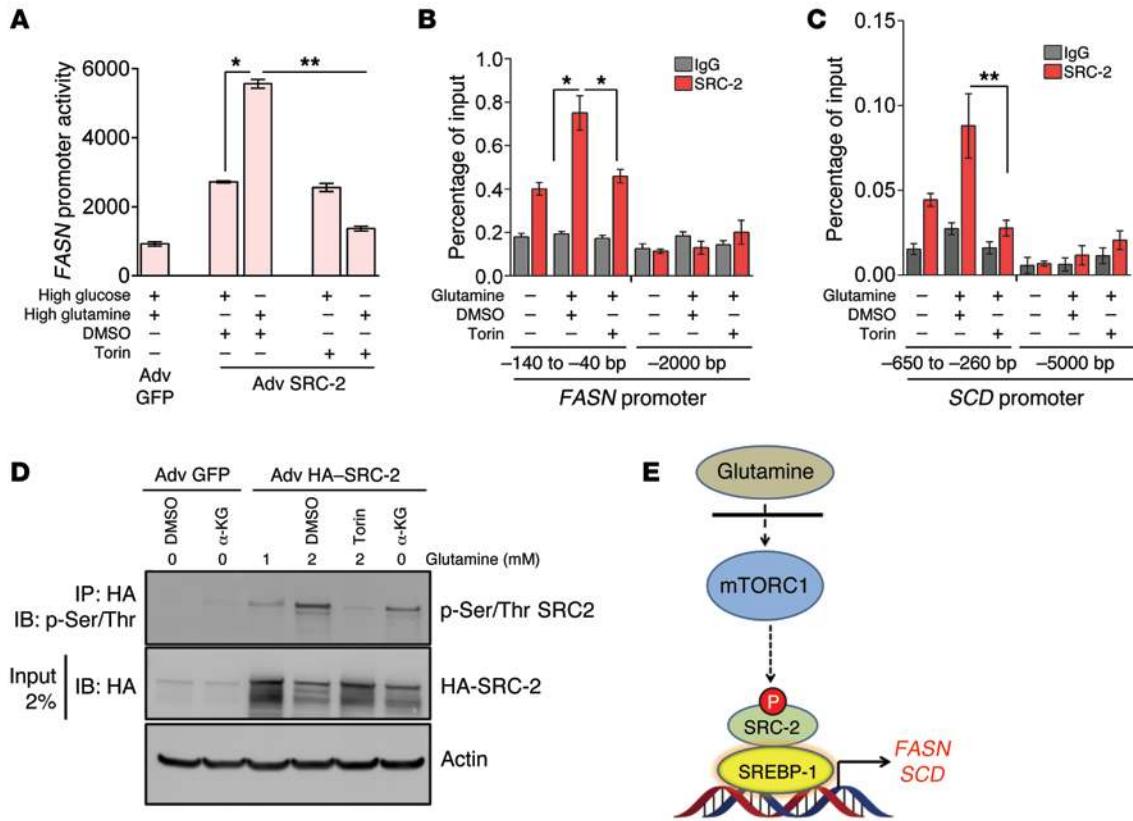 A
FASN promoter activity
6000
4000
2000
0
*
**
High glucose + + − + −
High glutamine + − + − +
DMSO − + + − −
Torin − − − + +
Adv GFP
Adv SRC-2
B
Percentage of input
1.0
0.8
0.6
0.4
0.2
0.0
* *
IgG
SRC-2
Glutamine − + + − + +
DMSO − + − − + −
Torin − − + − − +
−140 to −40 bp −2000 bp
FASN promoter
C
Percentage of input
0.15
0.10
0.05
0.00
**
IgG
SRC-2
Glutamine − + + − + +
DMSO − + − − + −
Torin − − + − − +
−650 to −260 bp −5000 bp
SCD promoter
D
Adv GFP Adv HA–SRC-2
DMSO α-KG DMSO Torin α-KG
0 0 1 2 2 0 Glutamine (mM)
IP: HA
IB: p-Ser/Thr
p-Ser/Thr SRC2
Input
2%
IB: HA
HA-SRC-2
Actin
E
Glutamine
mTORC1
P
SRC-2
SREBP-1
FASN
SCD